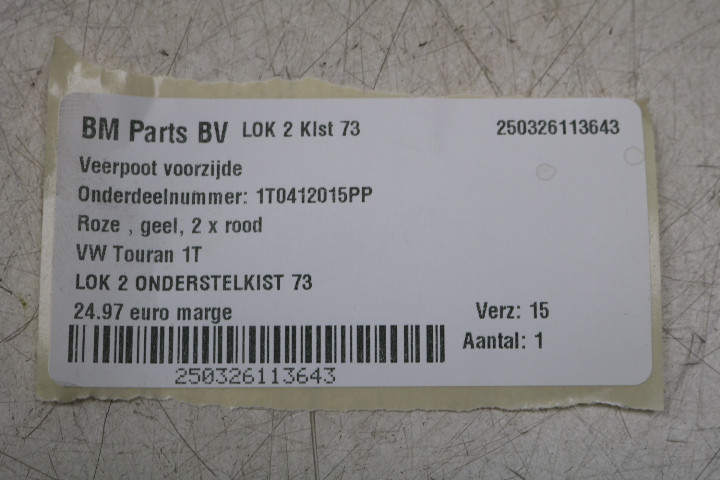 BM Parts BV LOK 2 Kist 73 250326113643
Veerpoot voorzijde
Onderdeelnummer: 1T0412015PP
Roze , geel, 2 x rood
VW Touran 1T
LOK 2 ONDERSTELKIST 73
24.97 euro marge Verz: 15
Aantal: 1
250326113643